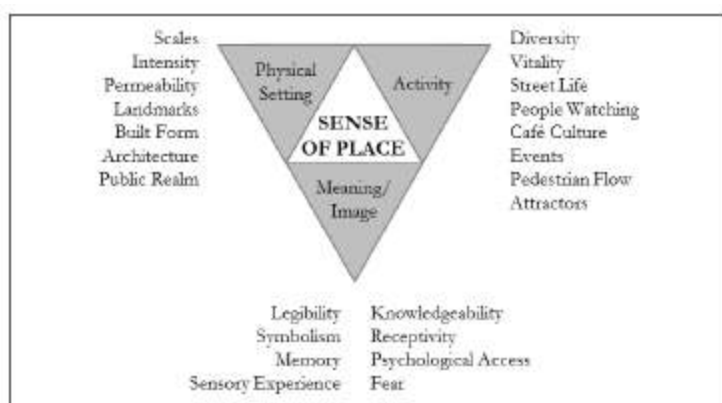 Scales
Intensity
Permeability
Landmarks
Built Form
Architecture
Public Realm
Physical
Setting
Activity
SENSE
OF PLACE
Meaning/
Image
Diversity
Vitality
Street Life
People Watching
Café Culture
Events
Pedestrian Flow
Attractors
Legibility
Symbolism
Memory
Sensory Experience
Knowledgeability
Receptivity
Psychological Access
Fear